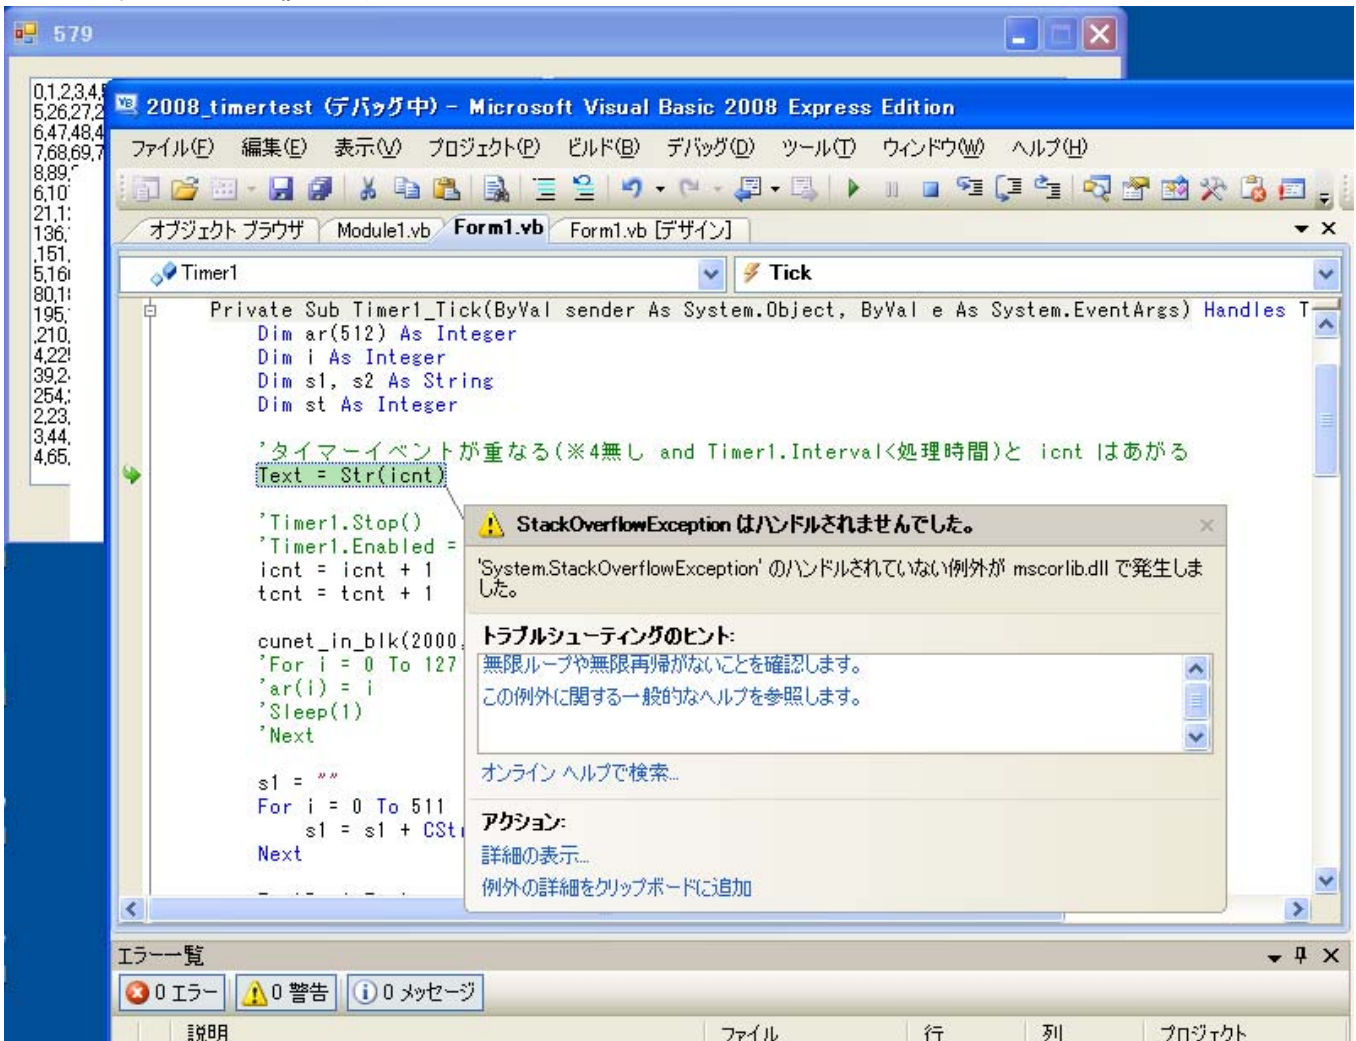 579
0,1,2,3,4,
5,26,27,2
6,47,48,4
7,68,69,7
8,89,
6,10
21,1
136,
,151,
5,16
80,1
195,
,210,
4,22
39,2
254,
2,23,
3,44,
4,65,
2008_timertest (デバッグ中) - Microsoft Visual Basic 2008 Express Edition
ファイル(F) 編集(E) 表示(V) プロジェクト(P) ビルド(B) デバッグ(D) ツール(T) ウィンドウ(W) ヘルプ(H)
オブジェクト ブラウザ Module1.vb Form1.vb Form1.vb [デザイン]
Timer1 Tick
Private Sub Timer1_Tick(ByVal sender As System.Object, ByVal e As System.EventArgs) Handles T
Dim ar(512) As Integer
Dim i As Integer
Dim s1, s2 As String
Dim st As Integer
'タイマーイベントが重なる(※4無し and Timer1.Interval<処理時間)と icnt はあがる
Text = Str(icnt)
'Timer1.Stop()
'Timer1.Enabled =
icnt = icnt + 1
tcnt = tcnt + 1
cunet_in_blk(2000,
'For i = 0 To 127
'ar(i) = i
'Sleep(1)
'Next
s1 = ""
For i = 0 To 511
s1 = s1 + CStr
Next
StackOverflowException はハンドルされませんでした。
'System.StackOverflowException' のハンドルされていない例外が mscorlib.dll で発生しま
した。
トラブルシューティングのヒント:
無限ループや無限再帰がないことを確認します。
この例外に関する一般的なヘルプを参照します。
オンライン ヘルプで検索...
アクション:
詳細の表示...
例外の詳細をクリップボードに追加
エラー一覧
0 エラー 0 警告 0 メッセージ
説明 ファイル 行 列 プロジェクト